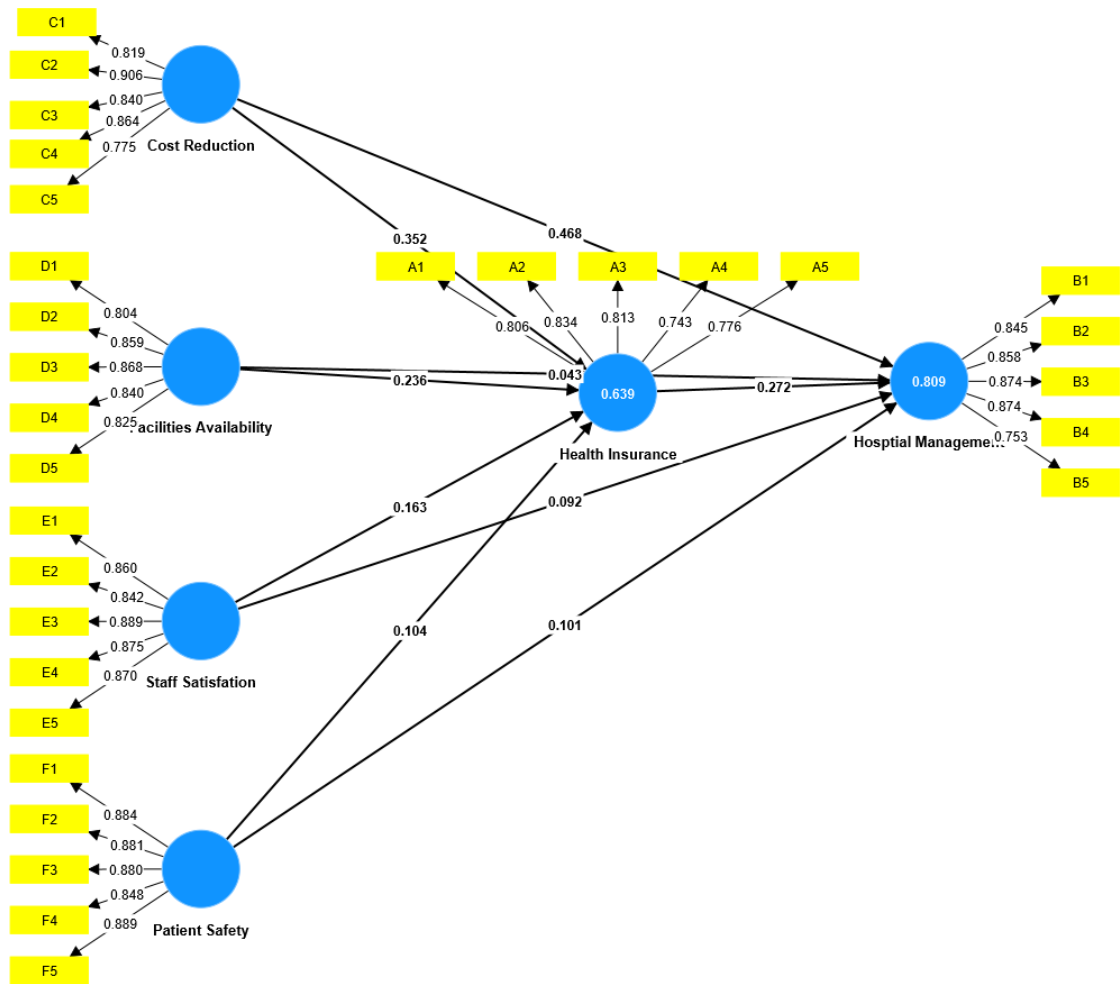 C1
0.819
C2
0.906
C3
0.840
C4
0.864
C5
0.775
Cost Reduction
0.352
0.468
D1
0.804
D2
0.859
D3
0.868
D4
0.840
D5
0.825
Facilities Availability
0.043
0.236
A1
A2
A3
A4
A5
0.806
0.834
0.813
0.743
0.776
0.639
Health Insurance
0.272
0.809
Hosptial Management
B1
0.845
B2
0.858
B3
0.874
B4
0.874
B5
0.753
E1
0.860
E2
0.842
E3
0.889
E4
0.875
E5
0.870
Staff Satisfation
0.163
0.092
F1
0.884
F2
0.881
F3
0.880
F4
0.848
F5
0.889
Patient Safety
0.104
0.101